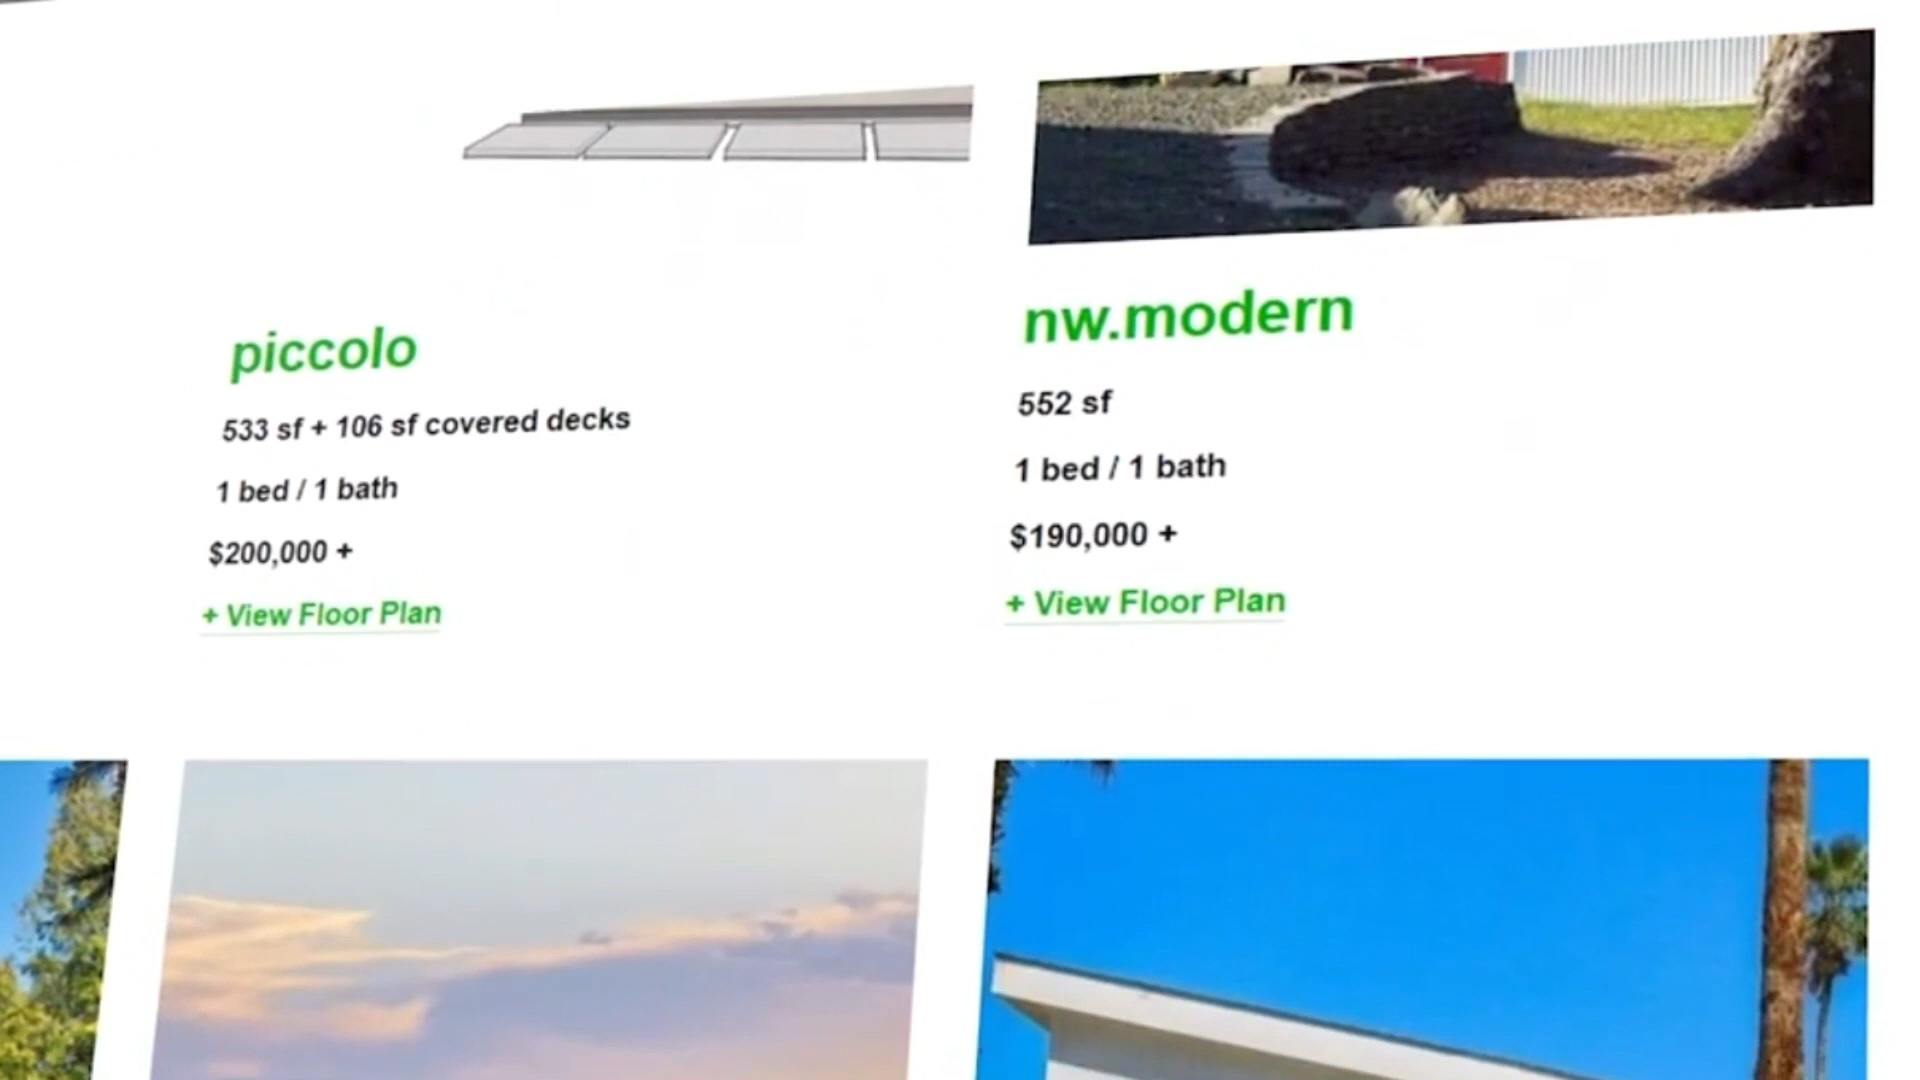 piccolo
533 sf + 106 sf covered decks
1 bed / 1 bath
$200,000 +
+ View Floor Plan
nw.modern
552 sf
1 bed / 1 bath
$190,000 +
+ View Floor Plan